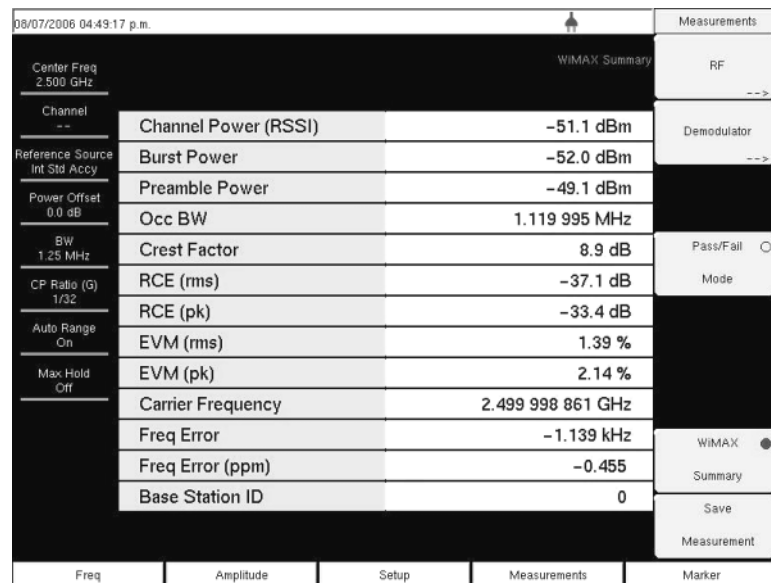 08/07/2006 04:49:17 p.m.
Measurements
WiMAX Summary
Center Freq
2.500 GHz
Channel
--
Reference Source
Int Std Accy
Power Offset
0.0 dB
BW
1.25 MHz
CP Ratio (G)
1/32
Auto Range
On
Max Hold
Off
Channel Power (RSSI) -51.1 dBm
Burst Power -52.0 dBm
Preamble Power -49.1 dBm
Occ BW 1.119 995 MHz
Crest Factor 8.9 dB
RCE (rms) -37.1 dB
RCE (pk) -33.4 dB
EVM (rms) 1.39 %
EVM (pk) 2.14 %
Carrier Frequency 2.499 998 861 GHz
Freq Error -1.139 kHz
Freq Error (ppm) -0.455
Base Station ID 0
RF
-->
Demodulator
-->
Pass/Fail
Mode
WiMAX
Summary
Save
Measurement
Freq Amplitude Setup Measurements Marker